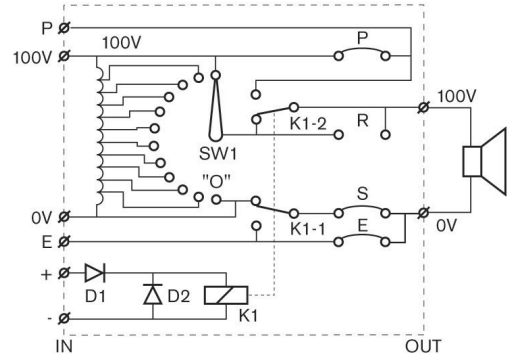 P
100V
100V
P
100V
K1-2
R
SW1
"O"
S
0V
K1-1
E
0V
E
+
D1
D2
K1
-
IN
OUT